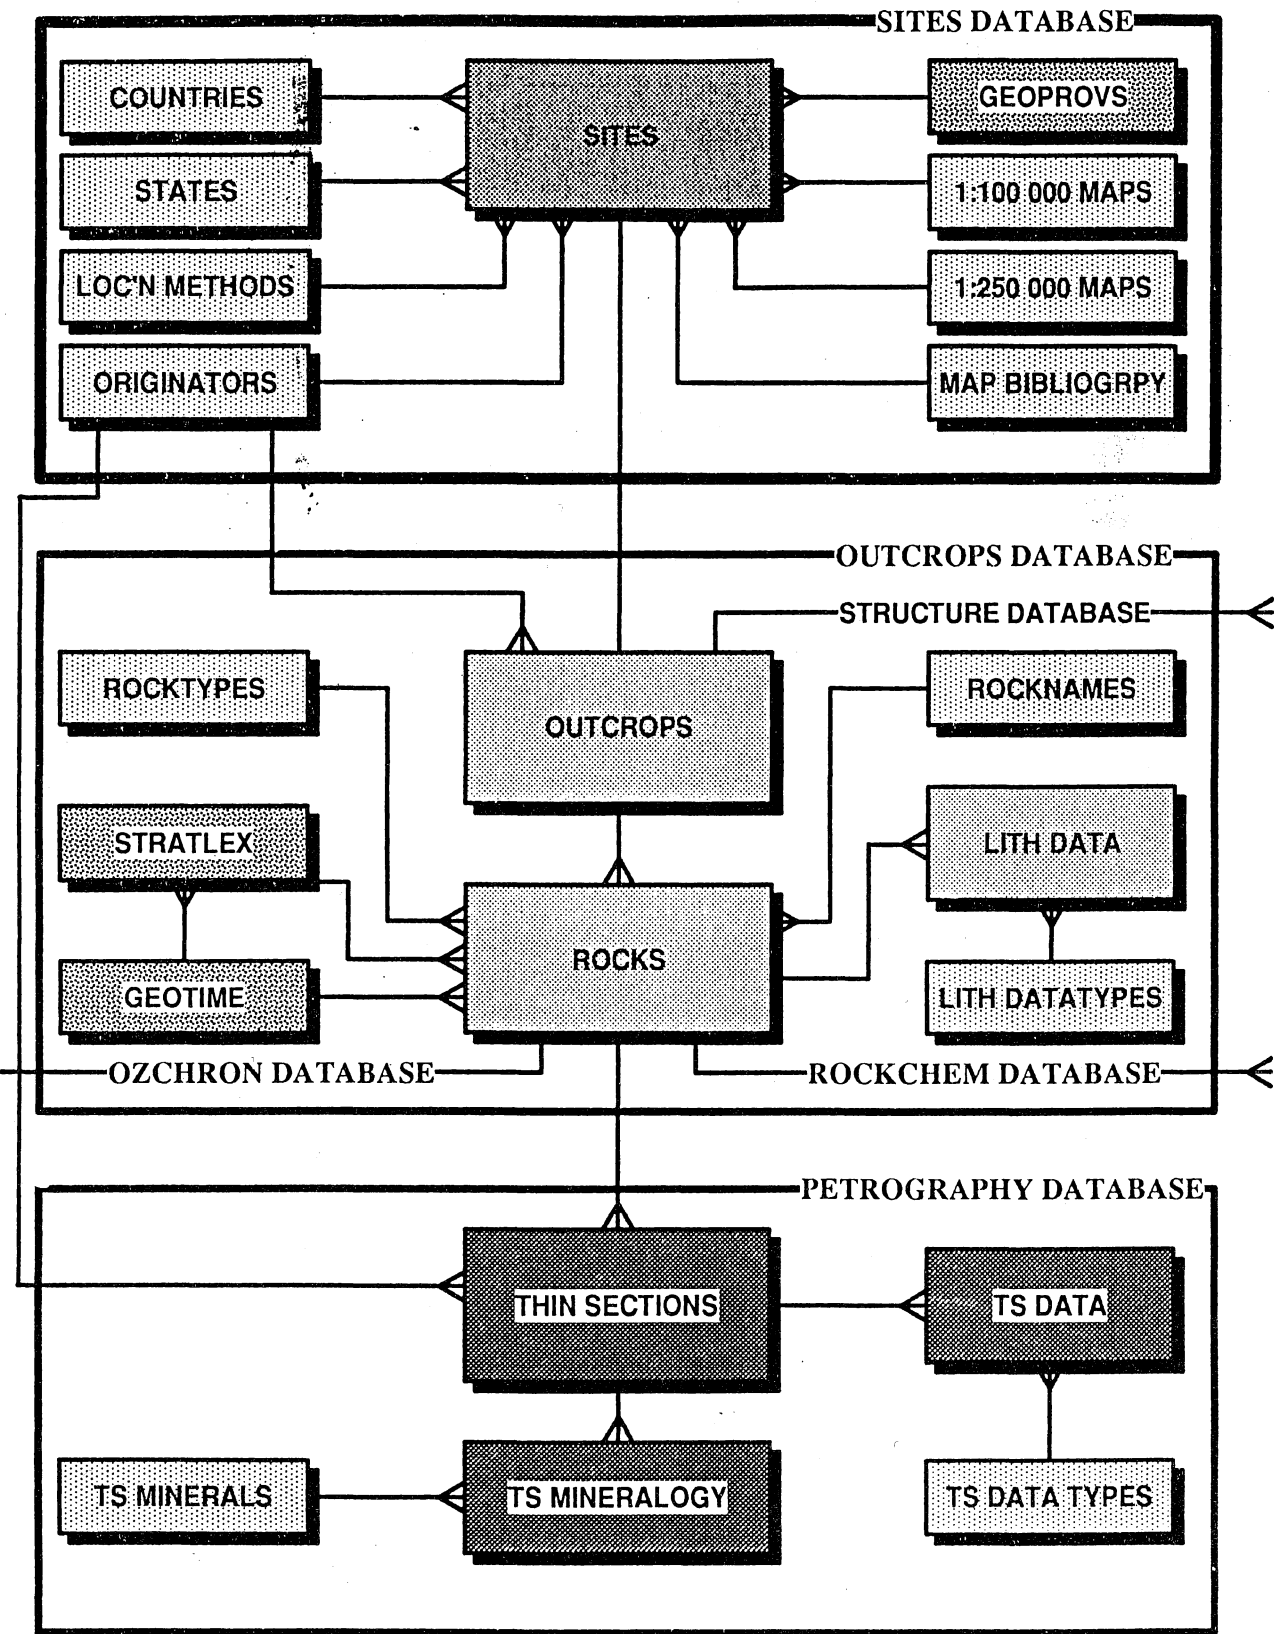 SITES DATABASE
COUNTRIES
SITES
GEOPROVS
STATES
1:100 000 MAPS
LOC'N METHODS
1:250 000 MAPS
ORIGINATORS
MAP BIBLIOGRPY
OUTCROPS DATABASE
STRUCTURE DATABASE
ROCKTYPES
OUTCROPS
ROCKNAMES
STRATLEX
LITH DATA
ROCKS
GEOTIME
LITH DATATYPES
OZCHRON DATABASE
ROCKCHEM DATABASE
PETROGRAPHY DATABASE
THIN SECTIONS
TS DATA
TS MINERALS
TS MINERALOGY
TS DATA TYPES